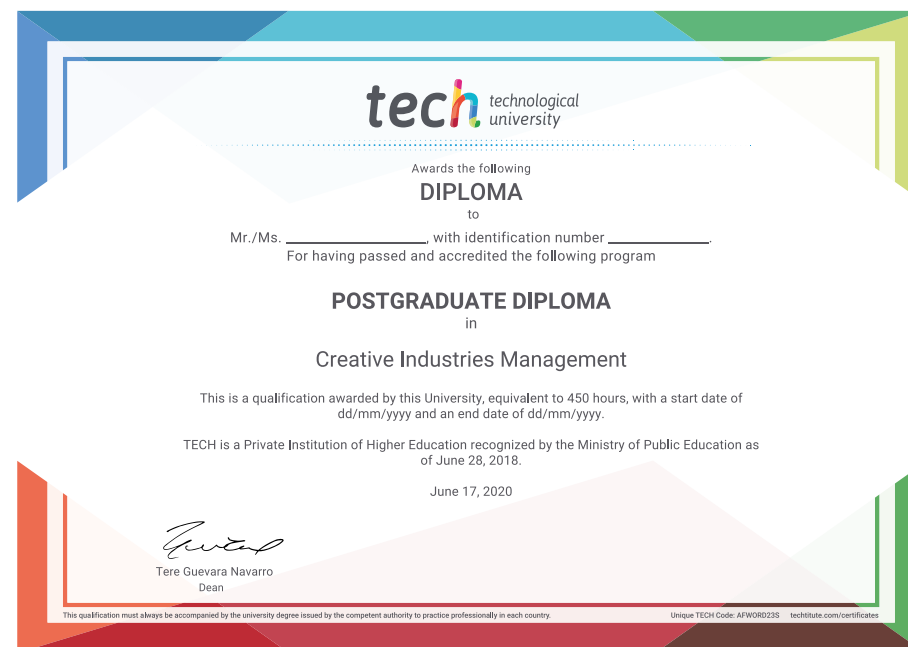 tech technological
university
Awards the following
DIPLOMA
to
Mr./Ms. ____________________, with identification number ______________.
For having passed and accredited the following program
POSTGRADUATE DIPLOMA
in
Creative Industries Management
This is a qualification awarded by this University, equivalent to 450 hours, with a start date of
dd/mm/yyyy and an end date of dd/mm/yyyy.
TECH is a Private Institution of Higher Education recognized by the Ministry of Public Education as
of June 28, 2018.
June 17, 2020
Tere Guevara Navarro
Dean
This qualification must always be accompanied by the university degree issued by the competent authority to practice professionally in each country. Unique TECH Code: AFWORD23S techtitute.com/certificates